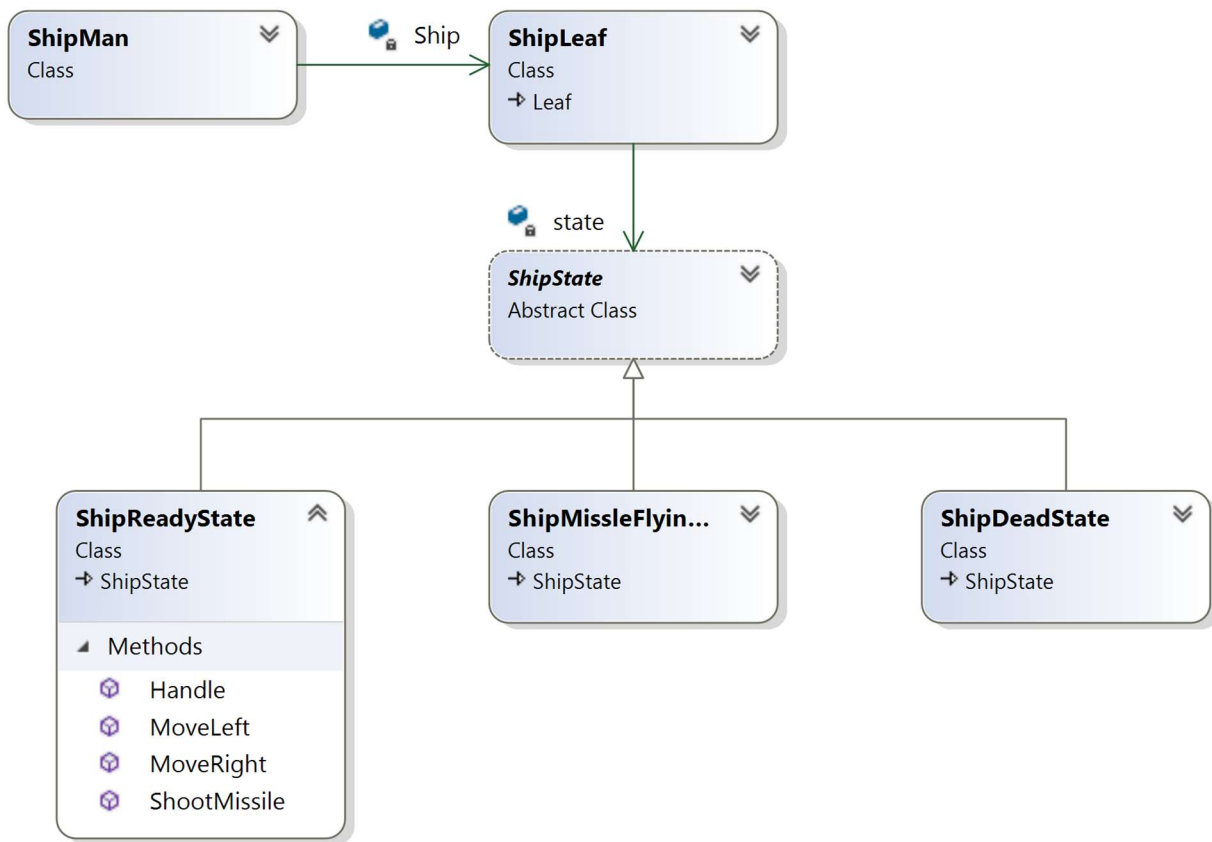 ShipMan
Class
Ship
ShipLeaf
Class
Leaf
state
ShipState
Abstract Class
ShipReadyState
Class
ShipState
Methods
Handle
MoveLeft
MoveRight
ShootMissile
ShipMissleFlyin...
Class
ShipState
ShipDeadState
Class
ShipState